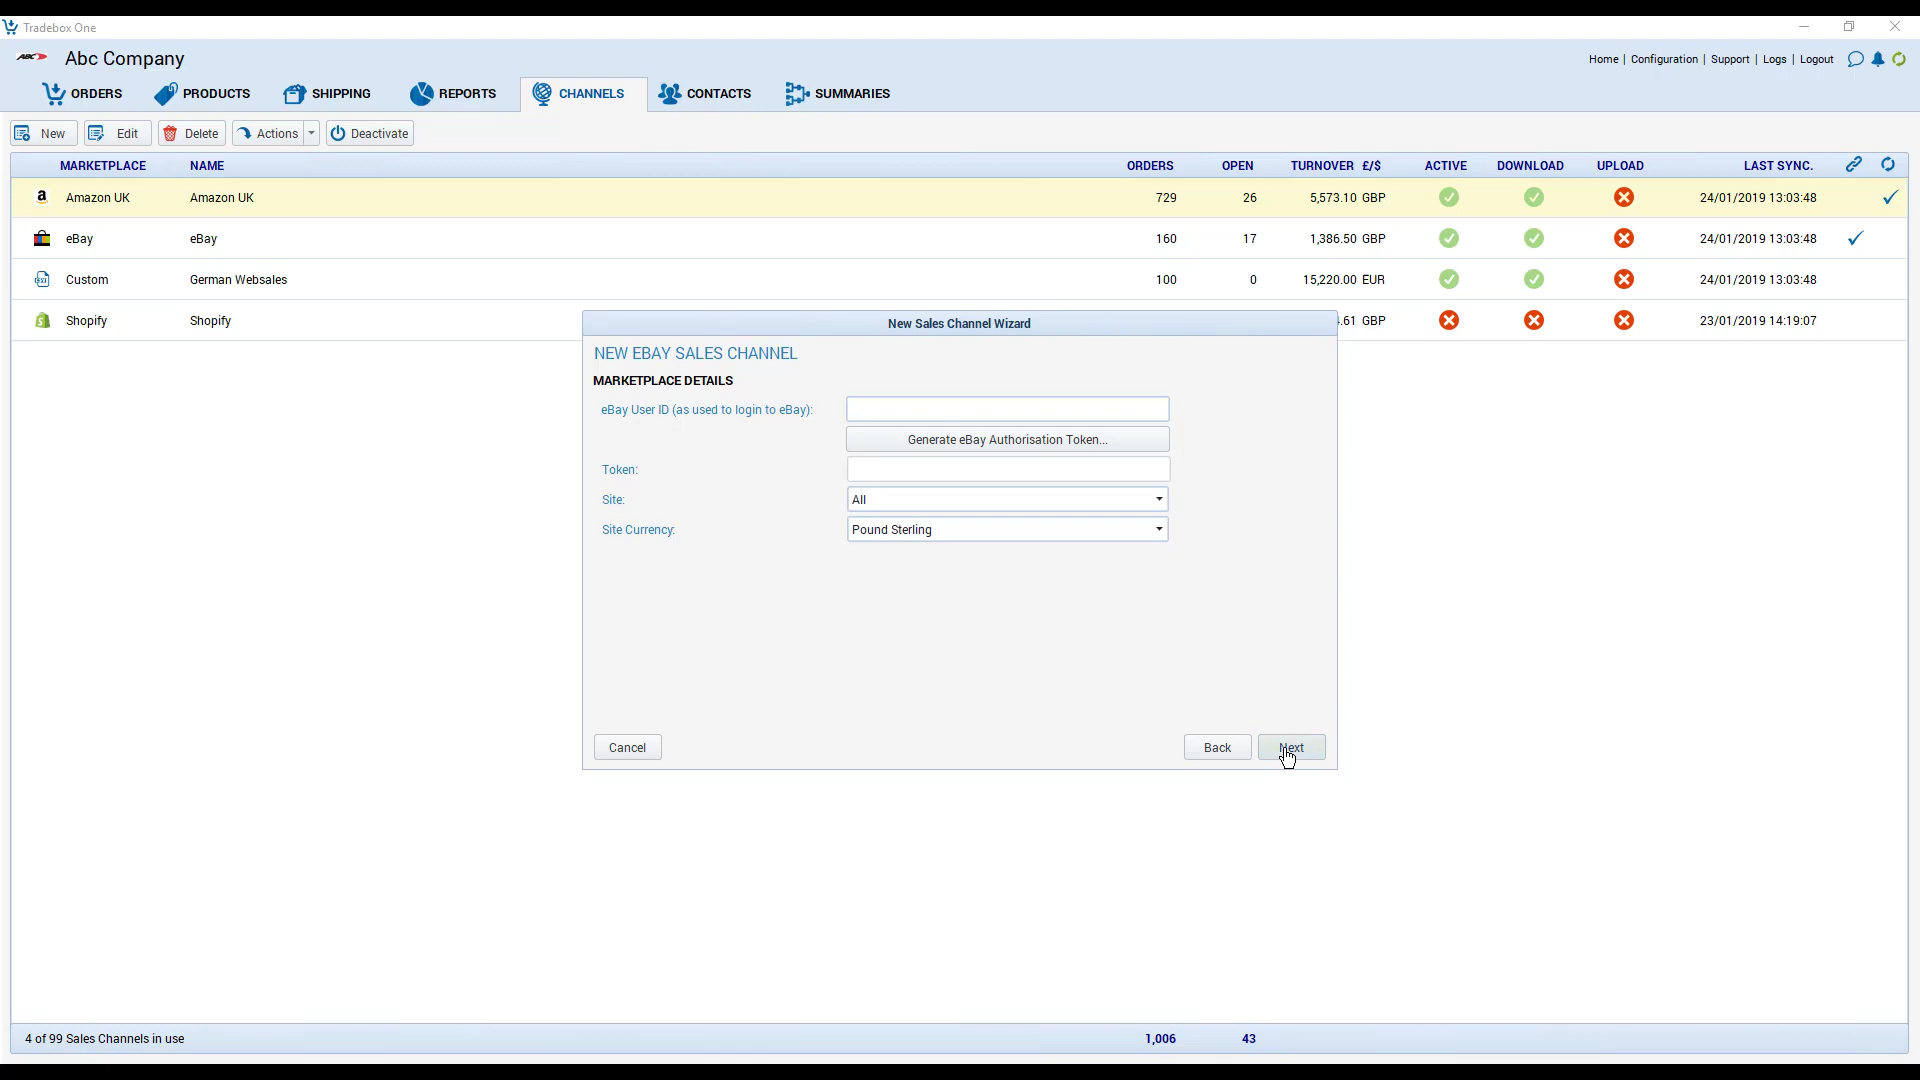 Tradebox One
ABC Abc Company
Home | Configuration | Support | Logs | Logout
ORDERS PRODUCTS SHIPPING REPORTS CHANNELS CONTACTS SUMMARIES
New Edit Delete Actions Deactivate
MARKETPLACE NAME ORDERS OPEN TURNOVER £/$ ACTIVE DOWNLOAD UPLOAD LAST SYNC.
a Amazon UK Amazon UK 729 26 5,573.10 GBP 24/01/2019 13:03:48
eBay eBay 160 17 1,386.50 GBP 24/01/2019 13:03:48
Custom German Websales 100 0 15,220.00 EUR 24/01/2019 13:03:48
Shopify Shopify .61 GBP 23/01/2019 14:19:07
New Sales Channel Wizard
NEW EBAY SALES CHANNEL
MARKETPLACE DETAILS
eBay User ID (as used to login to eBay):
Generate eBay Authorisation Token...
Token:
Site: All
Site Currency: Pound Sterling
Cancel Back Next
4 of 99 Sales Channels in use 1,006 43